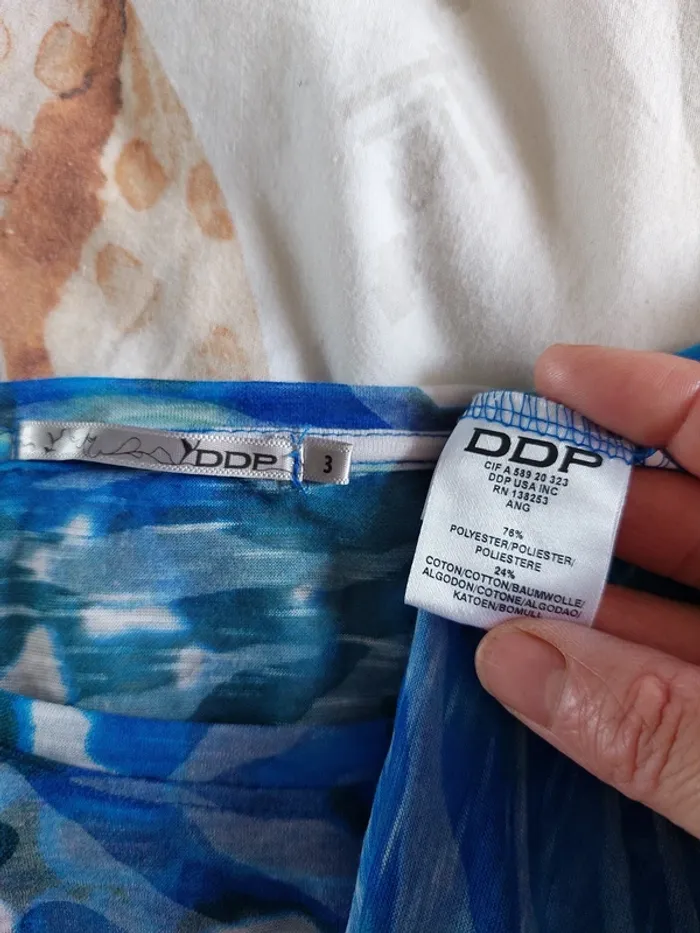 DDP
3
DDP
CIF A 589 20 323
DDP USA INC
RN 138253
ANG
76%
POLYESTER/POLIESTER/
POLIESTERE
24%
COTON/COTTON/BAUMWOLLE/
ALGODON/COTONE/ALGODAO/
KATOEN/BOMULL